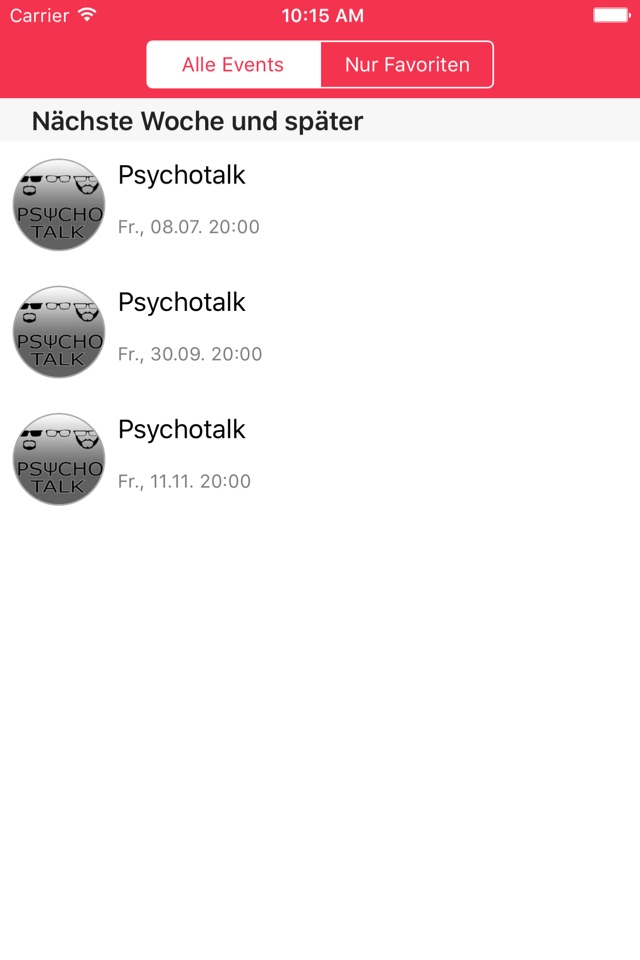 Carrier 10:15 AM
Alle Events Nur Favoriten
Nächste Woche und später
Psychotalk
PSΨCHO
TALK
Fr., 08.07. 20:00
Psychotalk
PSΨCHO
TALK
Fr., 30.09. 20:00
Psychotalk
PSΨCHO
TALK
Fr., 11.11. 20:00